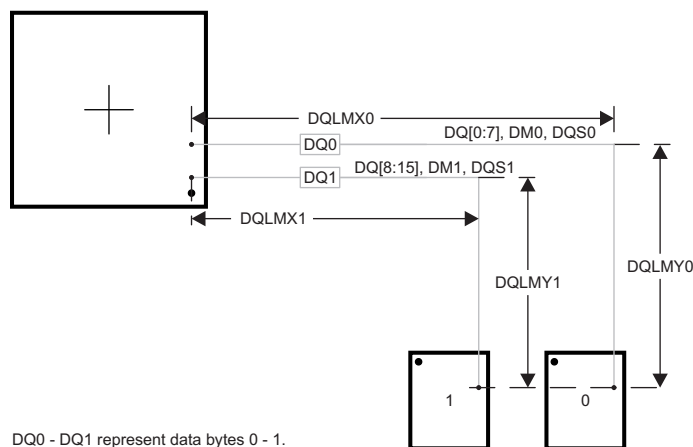 DQLMX0
DQ[0:7], DM0, DQS0
DQ0
DQ[8:15], DM1, DQS1
DQ1
DQLMX1
DQLMY0
DQLMY1
1
0
DQ0 - DQ1 represent data bytes 0 - 1.